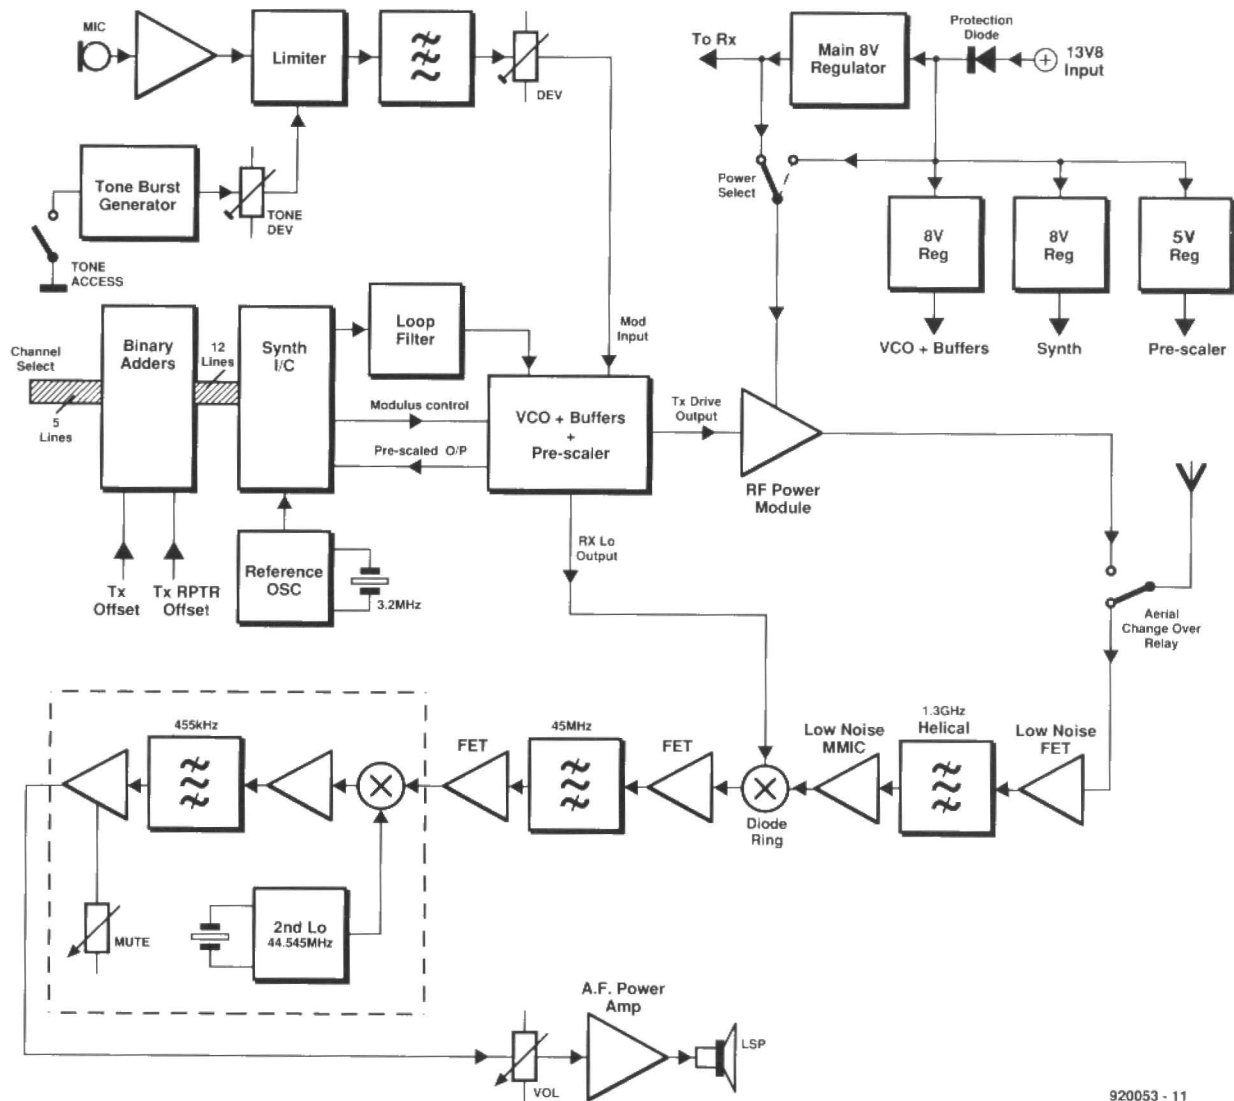 MIC
Limiter
DEV
Tone Burst
Generator
TONE
DEV
TONE
ACCESS
To Rx
Main 8V
Regulator
Protection
Diode
13V8
Input
Power
Select
8V
Reg
8V
Reg
5V
Reg
VCO + Buffers
Synth
Pre-scaler
Channel
Select
5
Lines
Binary
Adders
12
Lines
Synth
I/C
Loop
Filter
Mod
Input
Modulus control
Pre-scaled O/P
VCO + Buffers
+
Pre-scaler
Tx Drive
Output
RF Power
Module
Tx
Offset
Tx RPTR
Offset
Reference
OSC
3.2MHz
RX Lo
Output
Aerial
Change Over
Relay
455kHz
FET
45MHz
FET
Diode
Ring
Low Noise
MMIC
1.3GHz
Helical
Low Noise
FET
MUTE
2nd Lo
44.545MHz
VOL
A.F. Power
Amp
LSP
920053 - 11